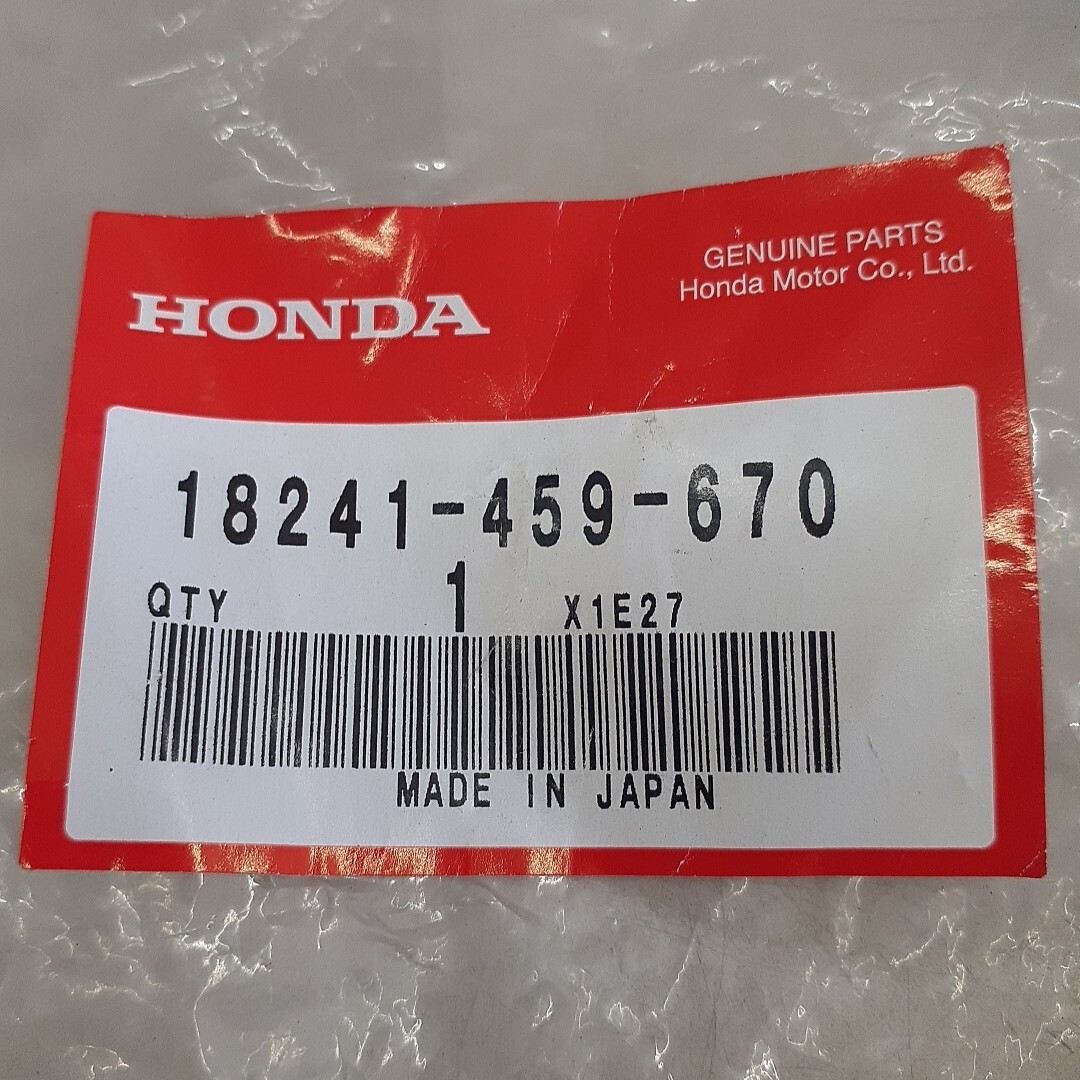 HONDA
GENUINE PARTS
Honda Motor Co., Ltd.
18241-459-670
QTY 1 X1E27
MADE IN JAPAN